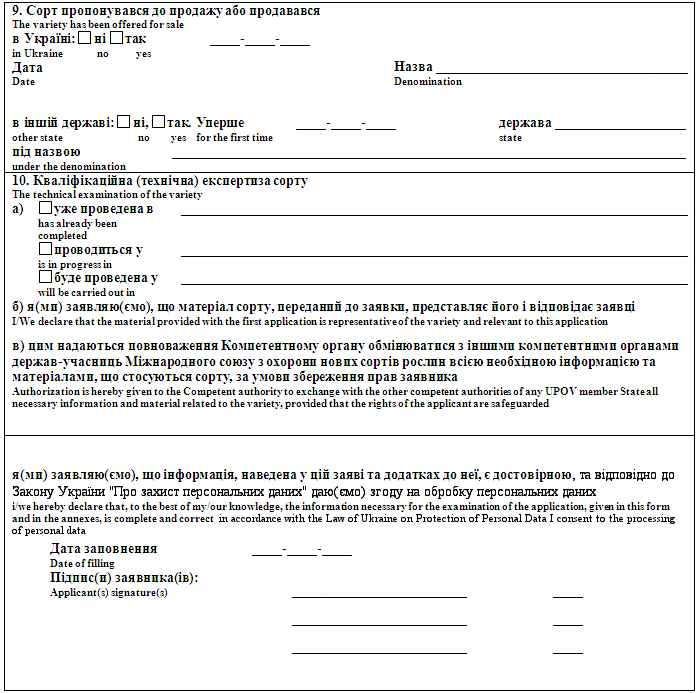 9. Сорт пропонувався до продажу або продавався
The variety has been offered for sale
в Україні: □ ні □ так ____-____-____
in Ukraine no yes
Дата Назва ____________________
Date Denomination
в іншій державі: □ ні, □ так. Уперше ____-____-____ держава ____________________
other state no yes for the first time state
під назвою ____________________
under the denomination
10. Кваліфікаційна (технічна) експертиза сорту
The technical examination of the variety
а) □ уже проведена в ____________________
has already been
completed
□ проводиться у ____________________
is in progress in
□ буде проведена у ____________________
will be carried out in
б) я(ми) заявляю(ємо), що матеріал сорту, переданий до заявки, представляє його і відповідає заявці
I/We declare that the material provided with the first application is representative of the variety and relevant to this application
в) цим надаються повноваження Компетентному органу обмінюватися з іншими компетентними органами
держав-учасниць Міжнародного союзу з охорони нових сортів рослин всією необхідною інформацією та
матеріалами, що стосуються сорту, за умови збереження прав заявника
Authorization is hereby given to the Competent authority to exchange with the other competent authorities of any UPOV member State all
necessary information and material related to the variety, provided that the rights of the applicant are safeguarded
я(ми) заявляю(ємо), що інформація, наведена у цій заяві та додатках до неї, є достовірною, та відповідно до
Закону України "Про захист персональних даних" даю(ємо) згоду на обробку персональних даних
i/we hereby declare that, to the best of my/our knowledge, the information necessary for the examination of the application, given in this form
and in the annexes, is complete and correct in accordance with the Law of Ukraine on Protection of Personal Data I consent to the processing
of personal data
Дата заповнення ____-____-____
Date of filling
Підпис(и) заявника(ів):
Applicant(s) signature(s) ____________________ ____
____________________ ____
____________________ ____